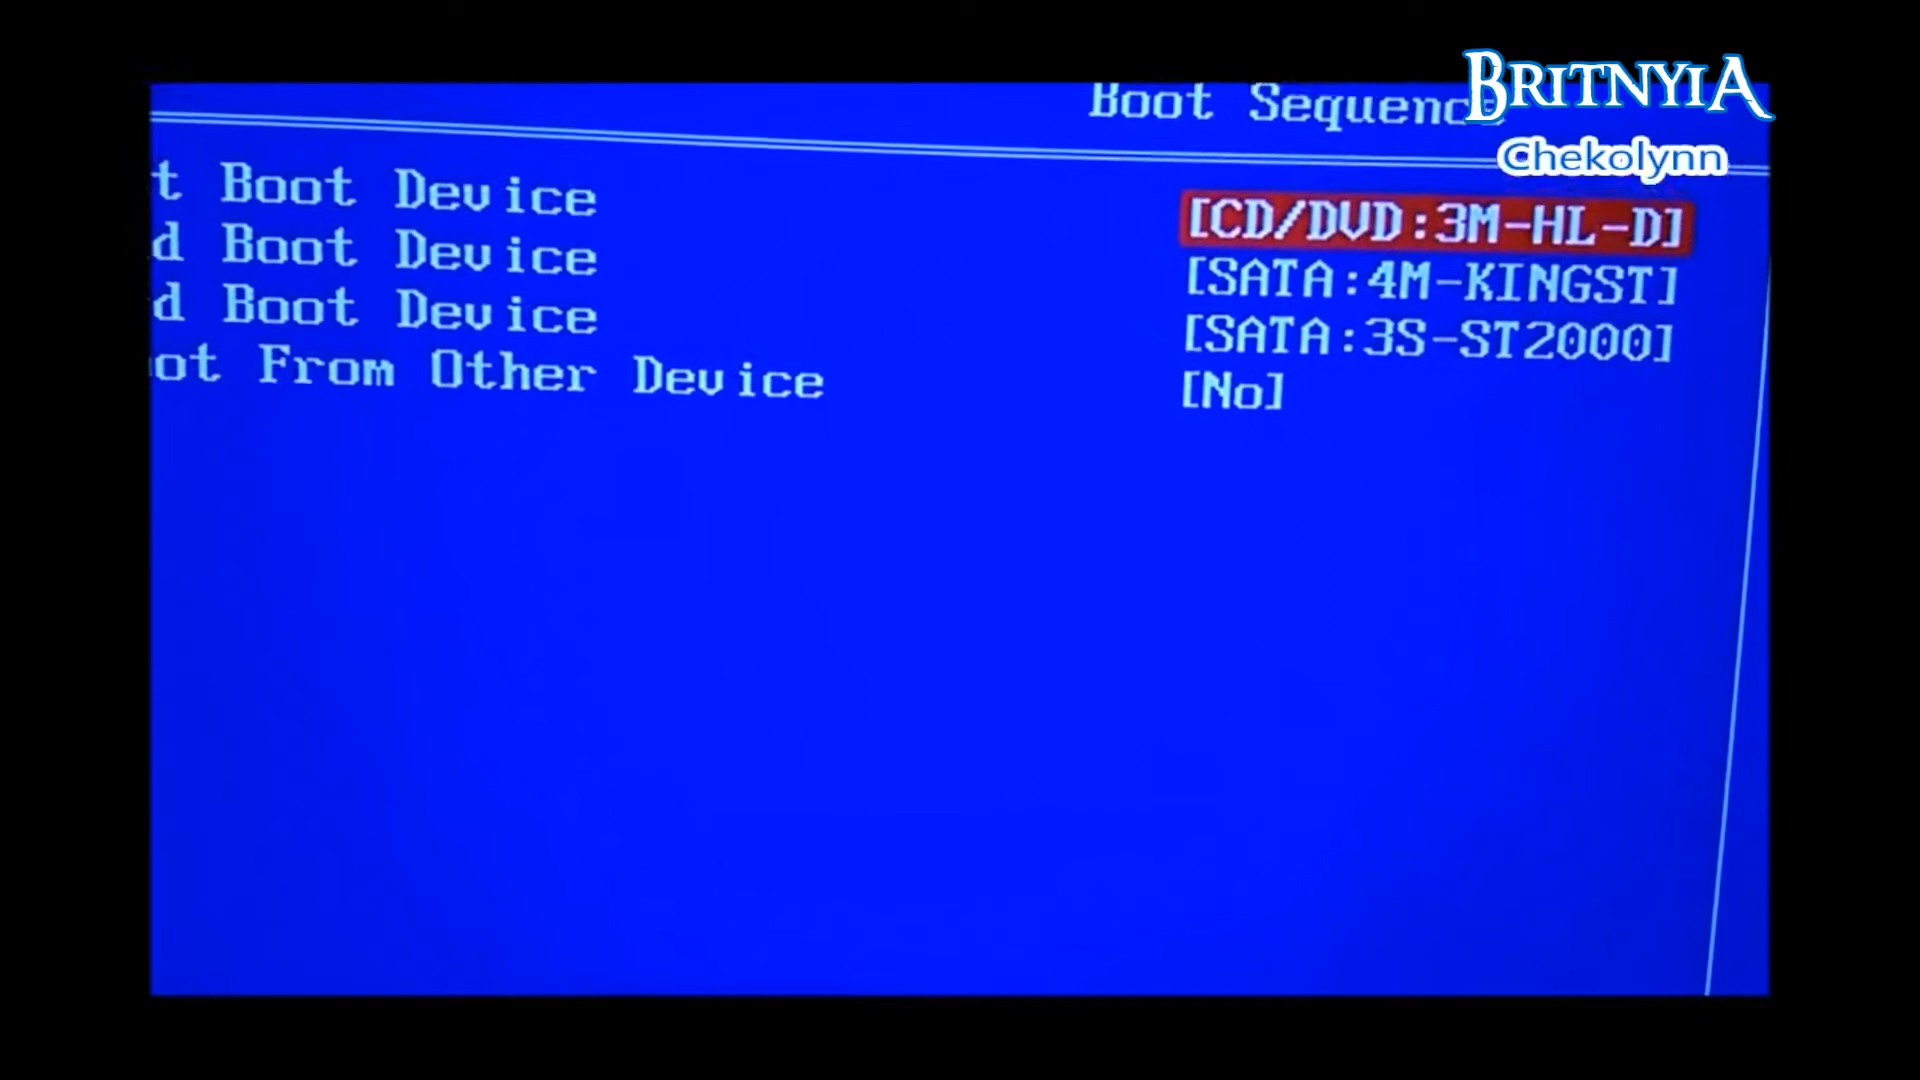 BRITNYIA
Chekolynn
Boot Sequence
t Boot Device [CD/DVD:3M-HL-D]
d Boot Device [SATA:4M-KINGST]
d Boot Device [SATA:3S-ST2000]
ot From Other Device [No]